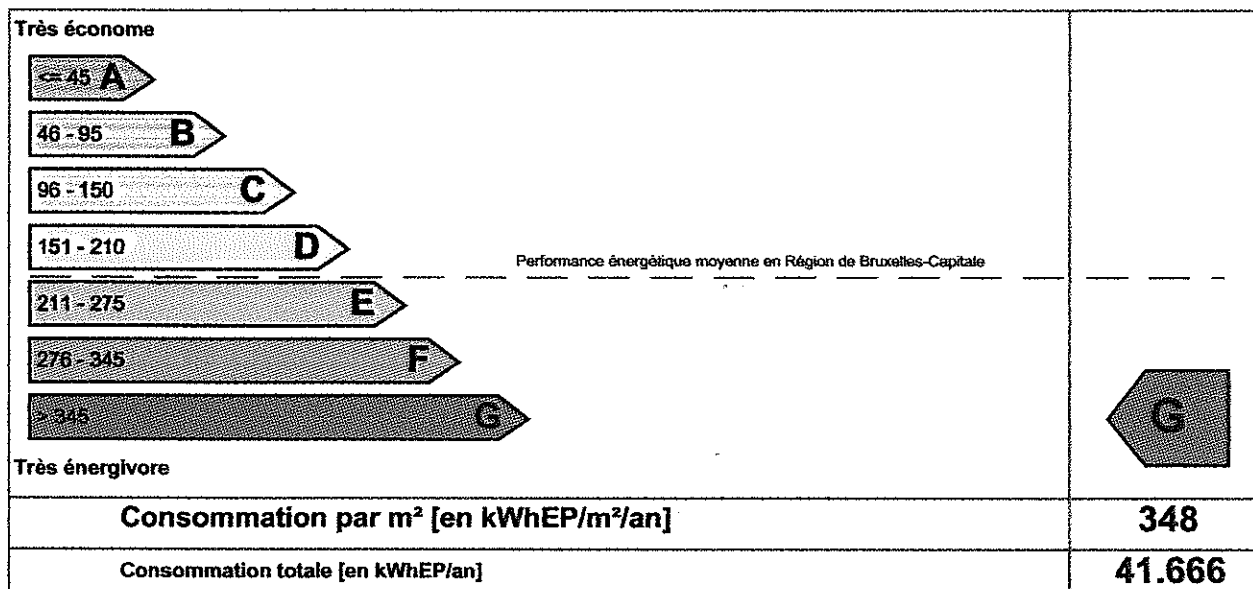 Très économe
<= 45 A
46 - 95 B
96 - 150 C
151 - 210 D
Performance énergétique moyenne en Région de Bruxelles-Capitale
211 - 275 E
276 - 345 F
> 345 G
G
Très énergivore
Consommation par m² [en kWhEP/m²/an] 348
Consommation totale [en kWhEP/an] 41.666